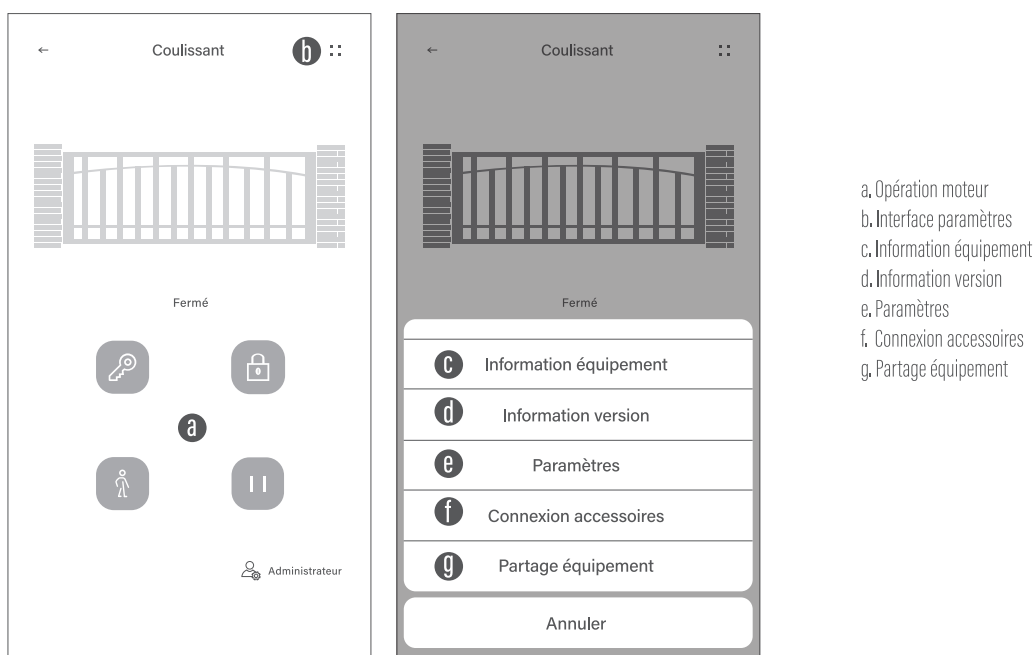 ← Coulissant b
Fermé
a
Administrateur
← Coulissant
Fermé
c Information équipement
d Information version
e Paramètres
f Connexion accessoires
g Partage équipement
Annuler
a. Opération moteur
b. Interface paramètres
c. Information équipement
d. Information version
e. Paramètres
f. Connexion accessoires
g. Partage équipement